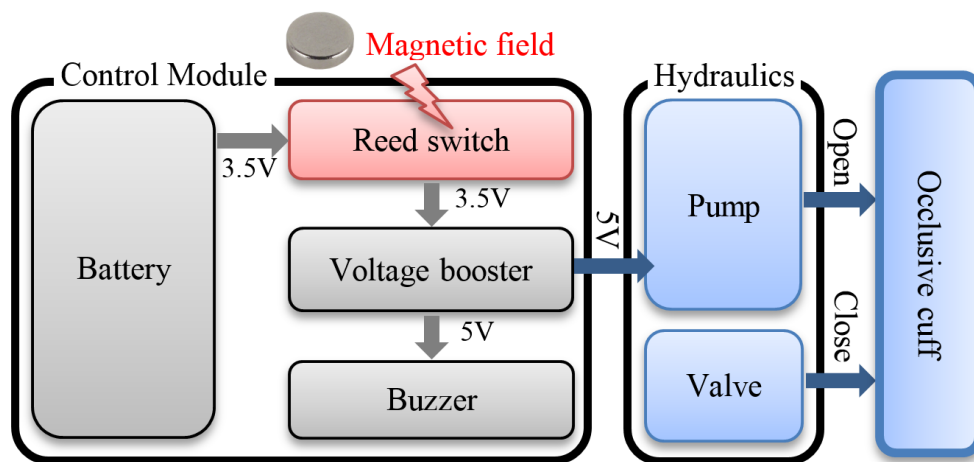 Magnetic field
Control Module
Hydraulics
Battery
3.5V
Reed switch
3.5V
Voltage booster
5V
Buzzer
5V
Pump
Valve
Open
Close
Occlusive cuff